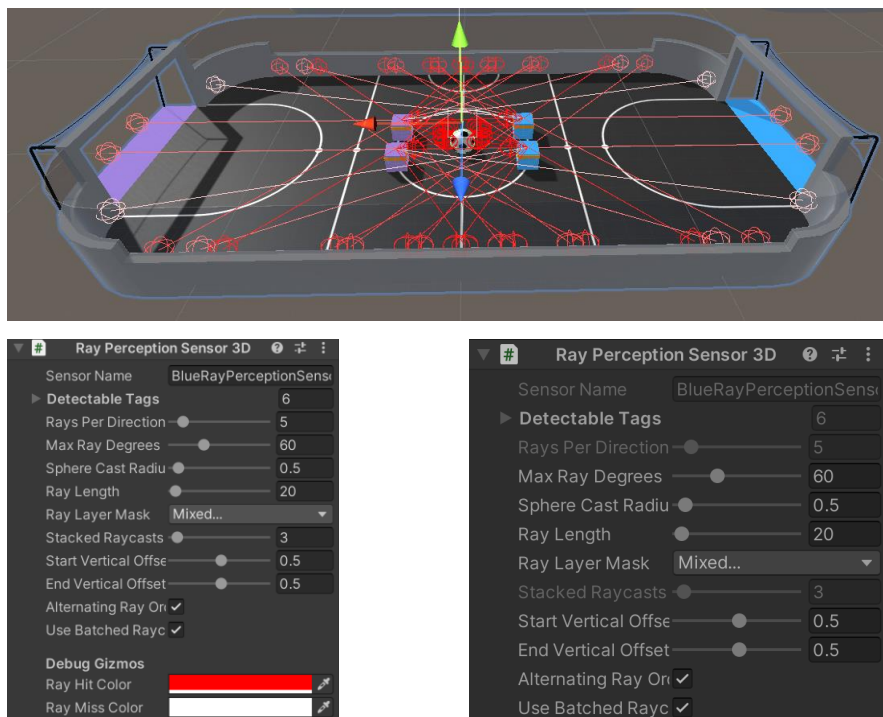 # Ray Perception Sensor 3D
Sensor Name BlueRayPerceptionSens
Detectable Tags 6
Rays Per Direction 5
Max Ray Degrees 60
Sphere Cast Radiu 0.5
Ray Length 20
Ray Layer Mask Mixed...
Stacked Raycasts 3
Start Vertical Offse 0.5
End Vertical Offset 0.5
Alternating Ray Or
Use Batched Rayc
Debug Gizmos
Ray Hit Color
Ray Miss Color
# Ray Perception Sensor 3D
Sensor Name BlueRayPerceptionSens
Detectable Tags 6
Rays Per Direction 5
Max Ray Degrees 60
Sphere Cast Radiu 0.5
Ray Length 20
Ray Layer Mask Mixed...
Stacked Raycasts 3
Start Vertical Offse 0.5
End Vertical Offset 0.5
Alternating Ray Or
Use Batched Rayc